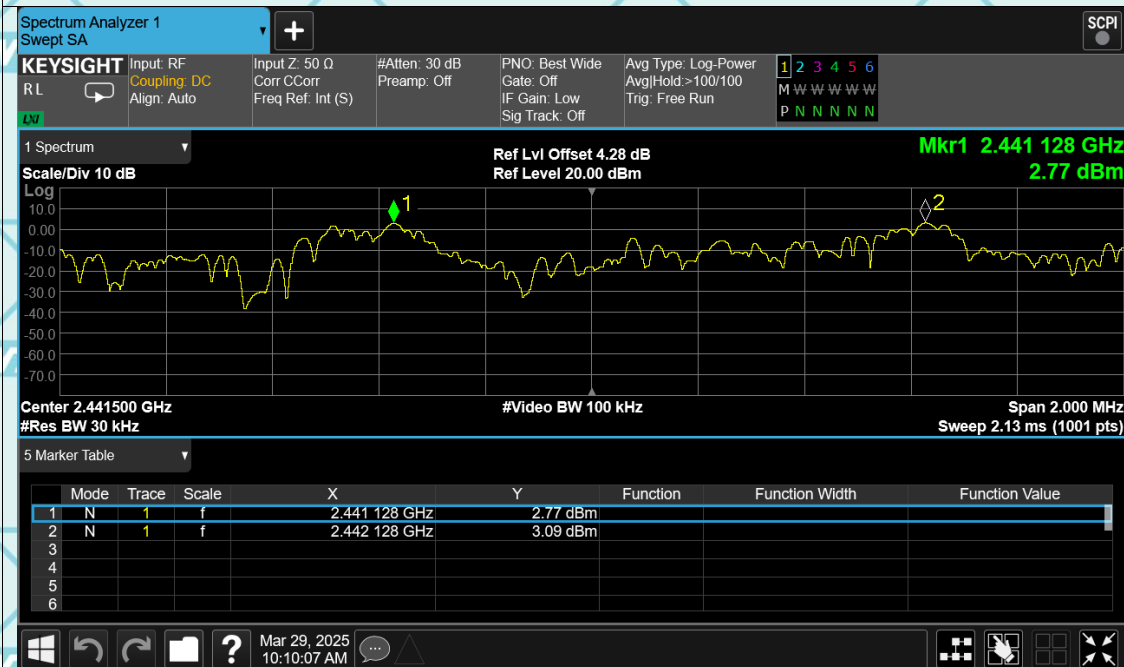 Spectrum Analyzer 1
Swept SA
+
SCPI
KEYSIGHT Input: RF Input Z: 50 Ω #Atten: 30 dB PNO: Best Wide Avg Type: Log-Power 1 2 3 4 5 6
RL Coupling: DC Corr CCorr Preamp: Off Gate: Off Avg|Hold:>100/100 M W W W W W
Align: Auto Freq Ref: Int (S) IF Gain: Low Trig: Free Run
LXI Sig Track: Off P N N N N N
1 Spectrum
Mkr1 2.441 128 GHz
Ref Lvl Offset 4.28 dB
Scale/Div 10 dB Ref Level 20.00 dBm 2.77 dBm
Log
1 2
10.0
0.00
-10.0
-20.0
-30.0
-40.0
-50.0
-60.0
-70.0
Center 2.441500 GHz #Video BW 100 kHz Span 2.000 MHz
#Res BW 30 kHz Sweep 2.13 ms (1001 pts)
5 Marker Table
Mode Trace Scale X Y Function Function Width Function Value
1 N 1 f 2.441 128 GHz 2.77 dBm
2 N 1 f 2.442 128 GHz 3.09 dBm
3
4
5
6
? Mar 29, 2025
10:10:07 AM